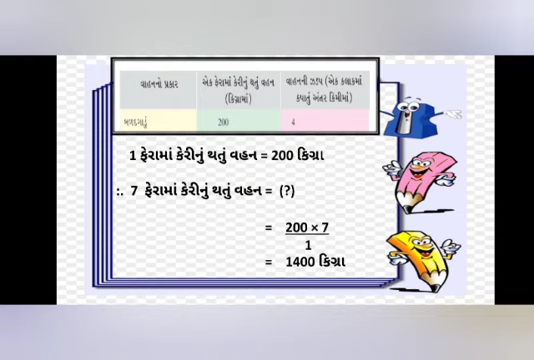 વાહનનો પ્રકાર
એક ફેરામાં કેરીનું થતું વહન
(કિગ્રામાં)
વાહનની ઝડપ (એક કલાકમાં
કપાતું અંતર કિમીમાં)
બળદગાડું 200 4
1 ફેરામાં કેરીનું થતું વહન = 200 કિગ્રા
:. 7 ફેરામાં કેરીનું થતું વહન = (?)
= 200 × 7
1
= 1400 કિગ્રા